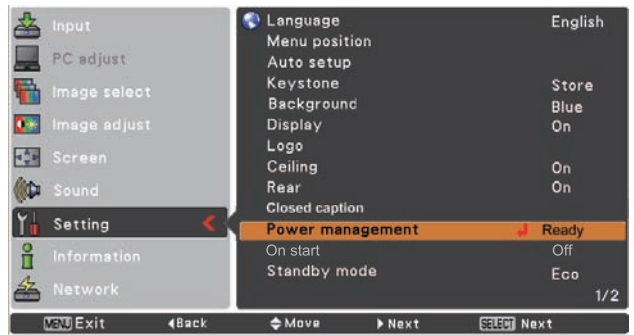 Input
PC adjust
Image select
Image adjust
Screen
Sound
Setting
Information
Network
Language English
Menu position
Auto setup
Keystone Store
Background Blue
Display On
Logo
Ceiling On
Rear On
Closed caption
Power management Ready
On start Off
Standby mode Eco
1/2
MENU Exit Back Move Next SELECT Next